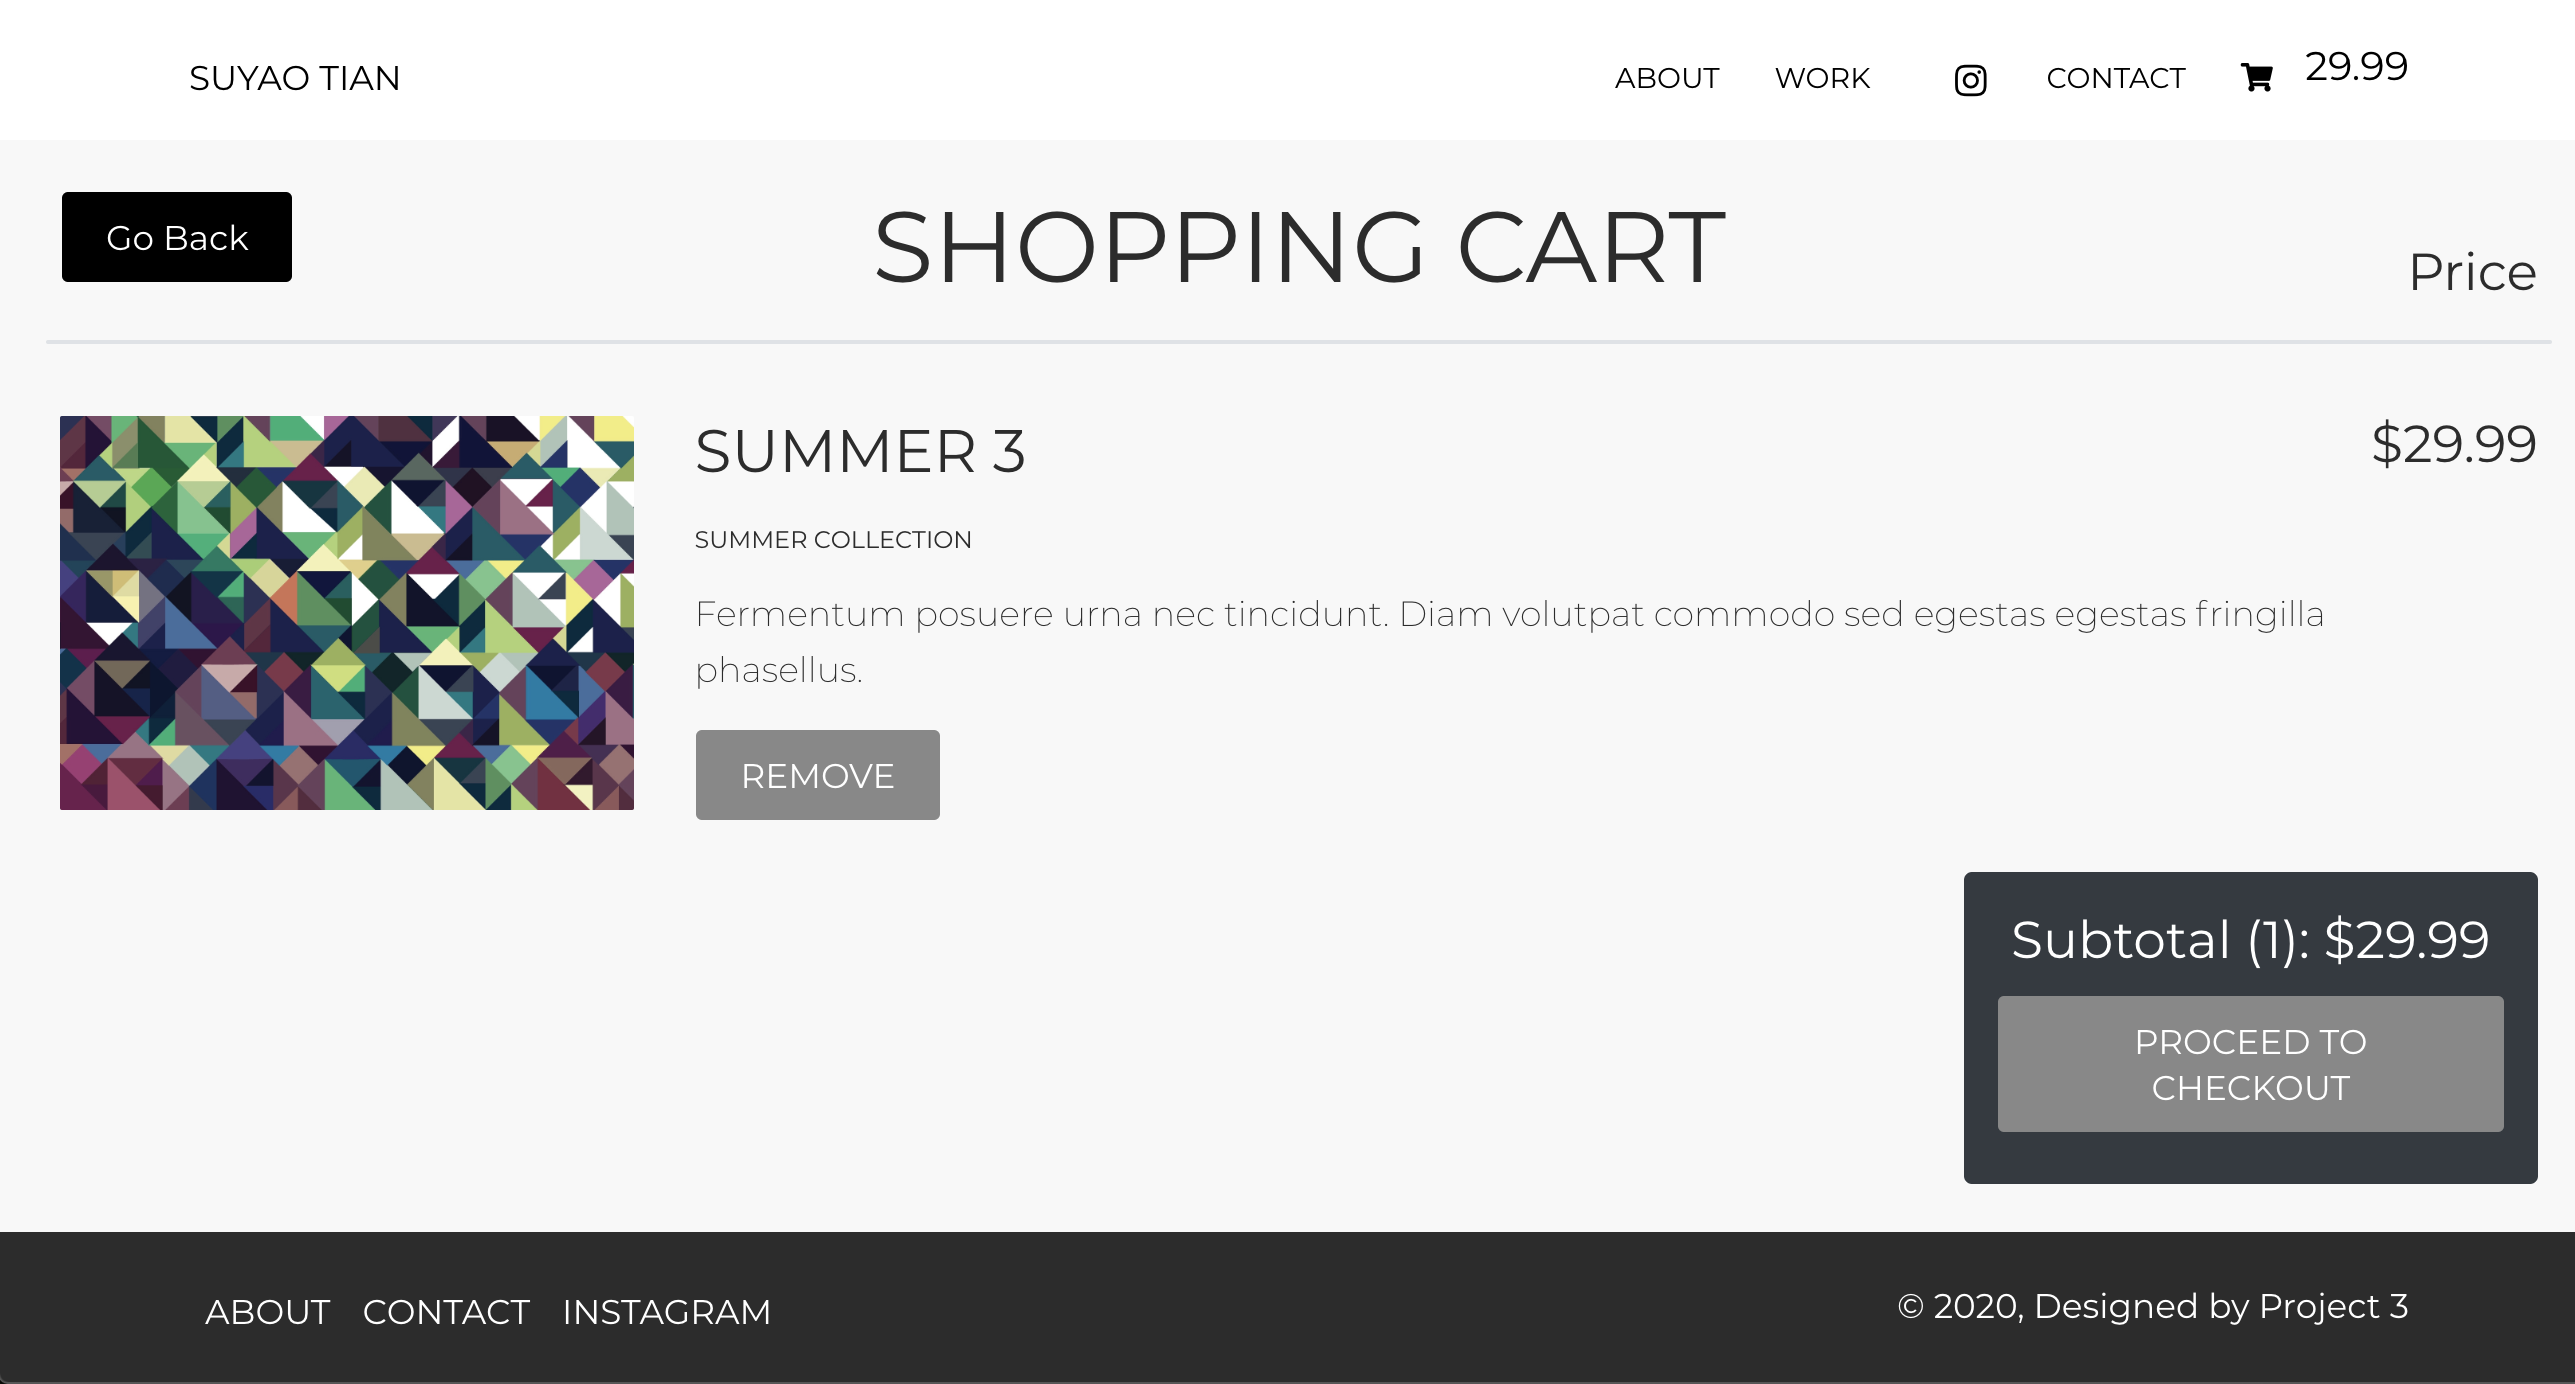 SUYAO TIAN
ABOUT WORK CONTACT 29.99
Go Back
SHOPPING CART
Price
SUMMER 3
$29.99
SUMMER COLLECTION
Fermentum posuere urna nec tincidunt. Diam volutpat commodo sed egestas egestas fringilla
phasellus.
REMOVE
Subtotal (1): $29.99
PROCEED TO
CHECKOUT
ABOUT CONTACT INSTAGRAM
© 2020, Designed by Project 3